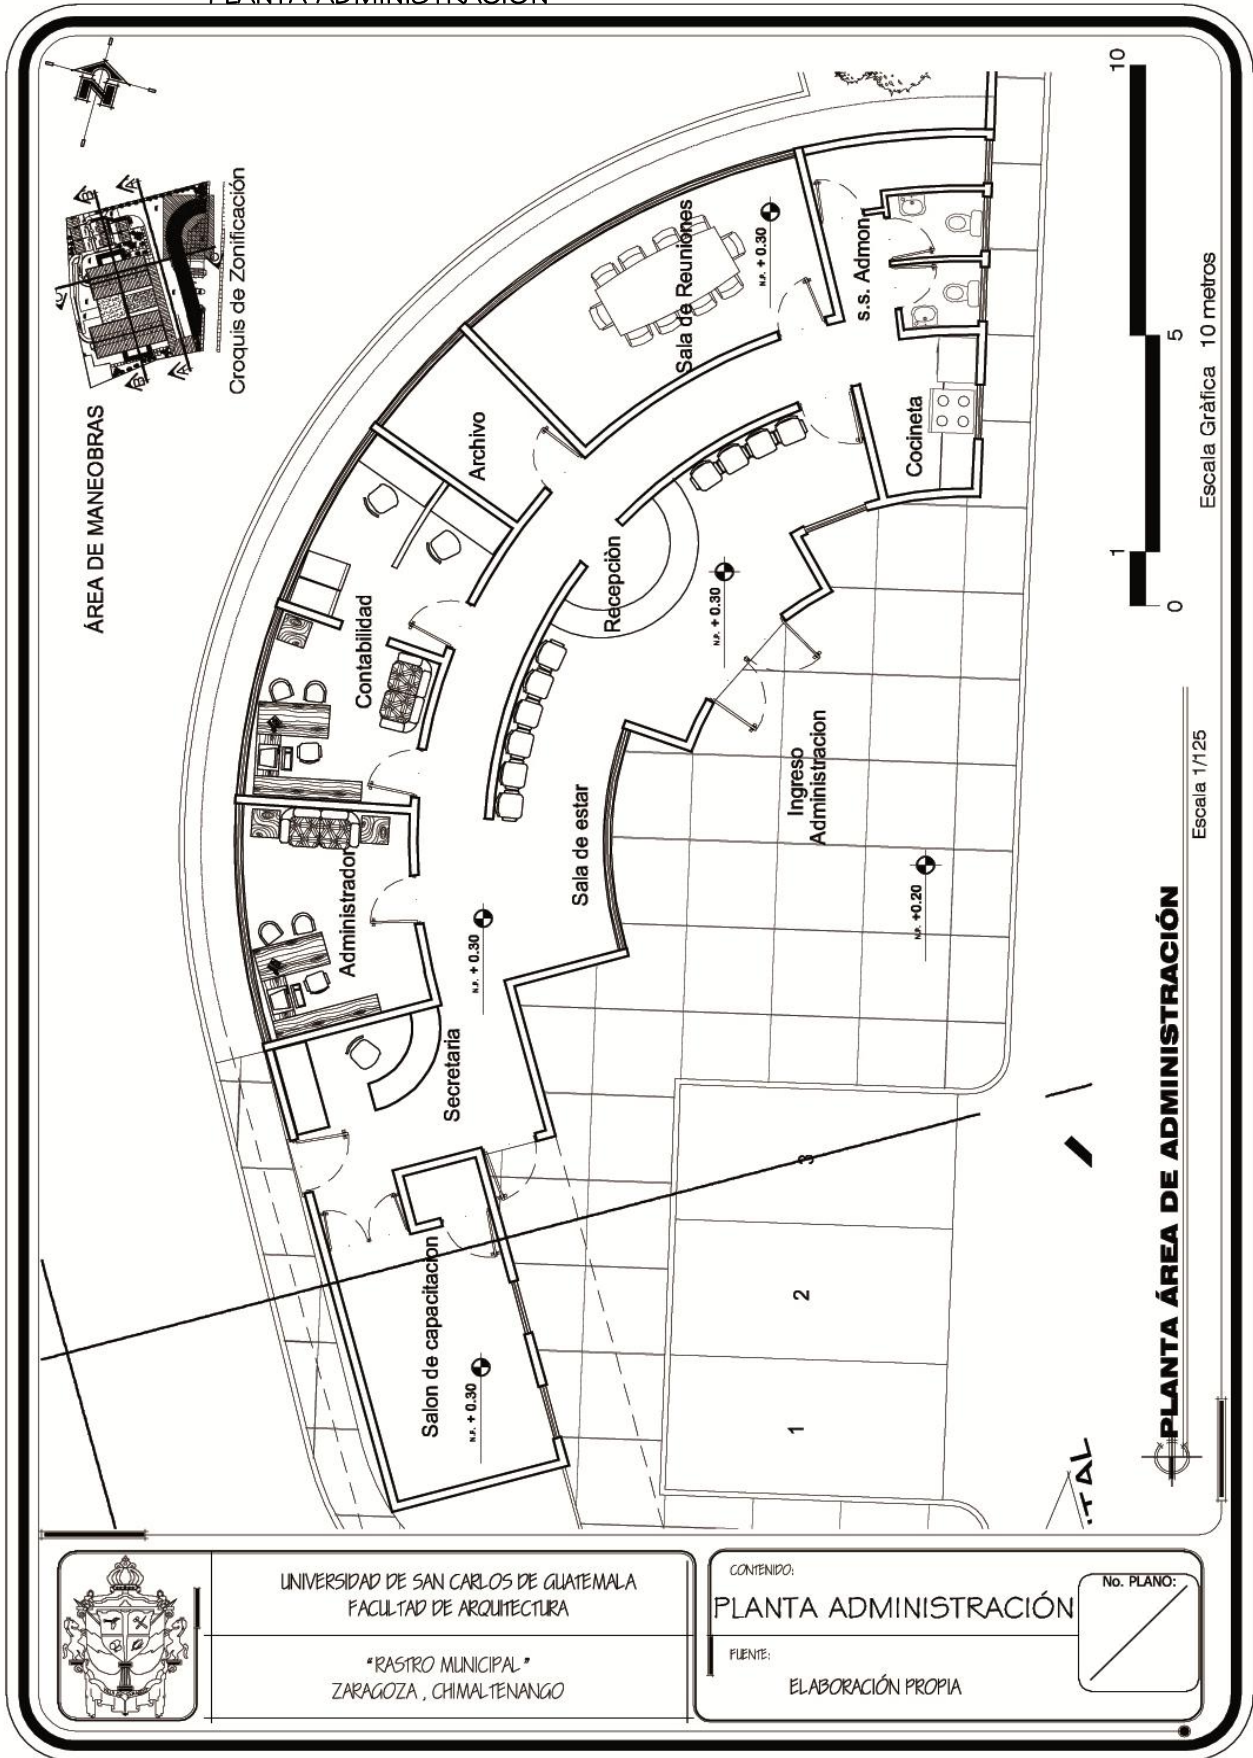 PLANTA ADMINISTRACIÓN
N
Croquis de Zonificación
B
A
B
A
ÁREA DE MANEOBRAS
Sala de Reuniones
N.P. + 0.30
s.s. Admon
Cocineta
Archivo
Recepciòn
N.P. + 0.30
Contabilidad
Administrador
Sala de estar
Ingreso
Administracion
N.P. +0.20
N.P. + 0.30
Secretaria
Salon de capacitacion
N.P. + 0.30
3
2
1
10
5
1
0
Escala Gràfica 10 metros
Escala 1/125
PLANTA ÁREA DE ADMINISTRACIÓN
UNIVERSIDAD DE SAN CARLOS DE GUATEMALA
FACULTAD DE ARQUITECTURA
"RASTRO MUNICIPAL"
ZARAGOZA , CHIMALTENANGO
CONTENIDO:
PLANTA ADMINISTRACIÓN
FUENTE:
ELABORACIÓN PROPIA
No. PLANO: